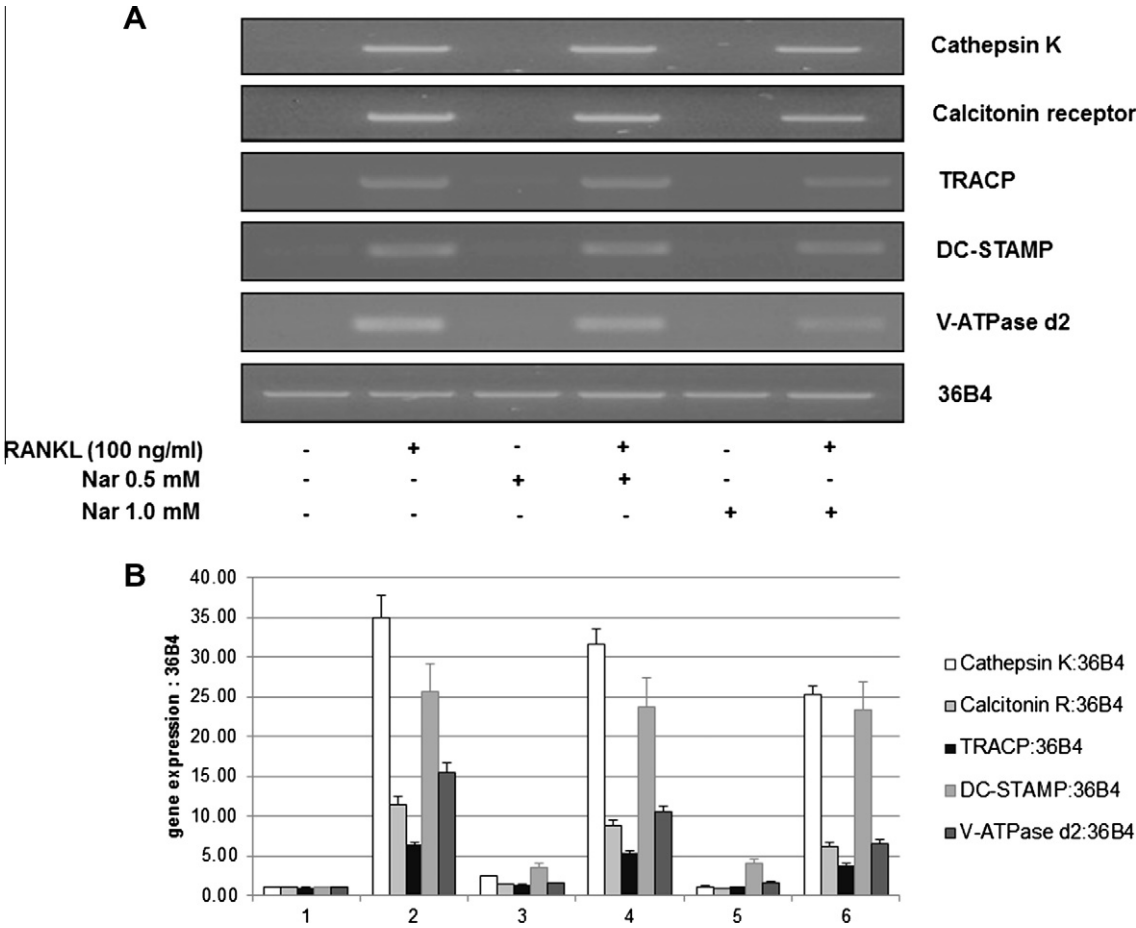 A
Cathepsin K
Calcitonin receptor
TRACP
DC-STAMP
V-ATPase d2
36B4
RANKL (100 ng/ml) - + - + - +
Nar 0.5 mM - - + + - -
Nar 1.0 mM - - - - + +
B
gene expression : 36B4
40.00
35.00
30.00
25.00
20.00
15.00
10.00
5.00
0.00
1 2 3 4 5 6
Cathepsin K:36B4
Calcitonin R:36B4
TRACP:36B4
DC-STAMP:36B4
V-ATPase d2:36B4